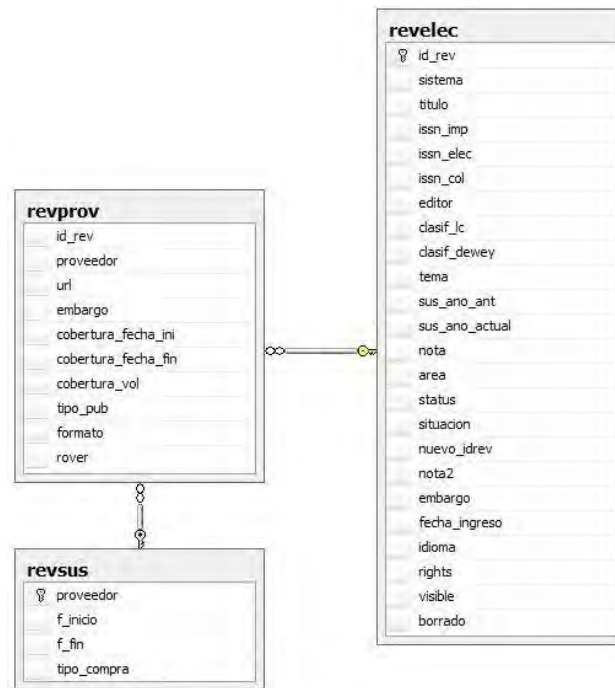 revelec
id_rev
sistema
titulo
issn_imp
issn_elec
issn_col
editor
clasif_lc
clasif_dewey
tema
sus_ano_ant
sus_ano_actual
nota
area
status
situacion
nuevo_idrev
nota2
embargo
fecha_ingreso
idioma
rights
visible
borrado
revprov
id_rev
proveedor
url
embargo
cobertura_fecha_ini
cobertura_fecha_fin
cobertura_vol
tipo_pub
formato
rover
revsus
proveedor
f_inicio
f_fin
tipo_compra